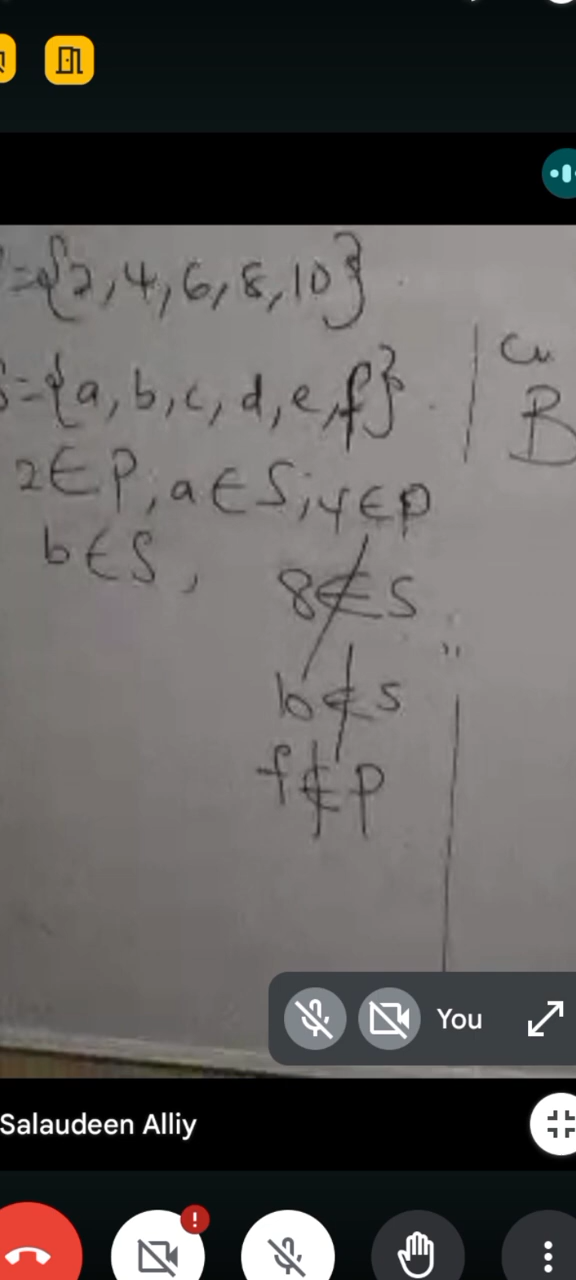 ={2,4,6,8,10}
S={a,b,c,d,e,f}
2∈P, a∈S, 4∈P
b∈S,
8∉S
b∉S
f∉P
B
You
Salaudeen Alliy
!